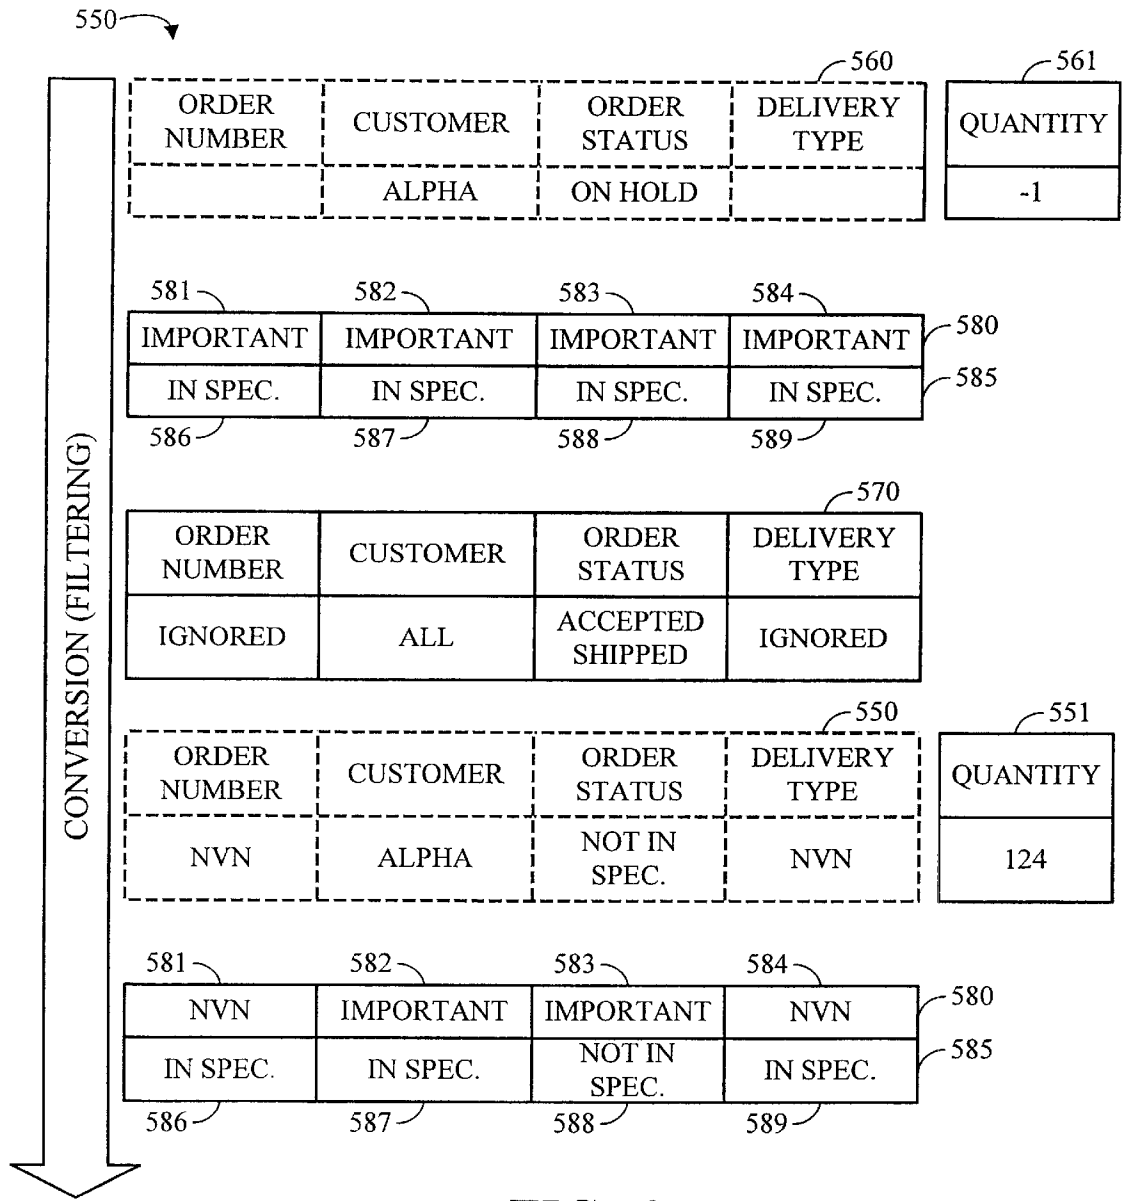 550
560
561
ORDER NUMBER
CUSTOMER
ORDER STATUS
DELIVERY TYPE
QUANTITY
ALPHA
ON HOLD
-1
581
582
583
584
IMPORTANT
IMPORTANT
IMPORTANT
IMPORTANT
580
IN SPEC.
IN SPEC.
IN SPEC.
IN SPEC.
585
586
587
588
589
CONVERSION (FILTERING)
570
ORDER NUMBER
CUSTOMER
ORDER STATUS
DELIVERY TYPE
IGNORED
ALL
ACCEPTED SHIPPED
IGNORED
550
551
ORDER NUMBER
CUSTOMER
ORDER STATUS
DELIVERY TYPE
QUANTITY
NVN
ALPHA
NOT IN SPEC.
NVN
124
581
582
583
584
NVN
IMPORTANT
IMPORTANT
NVN
580
IN SPEC.
IN SPEC.
NOT IN SPEC.
IN SPEC.
585
586
587
588
589